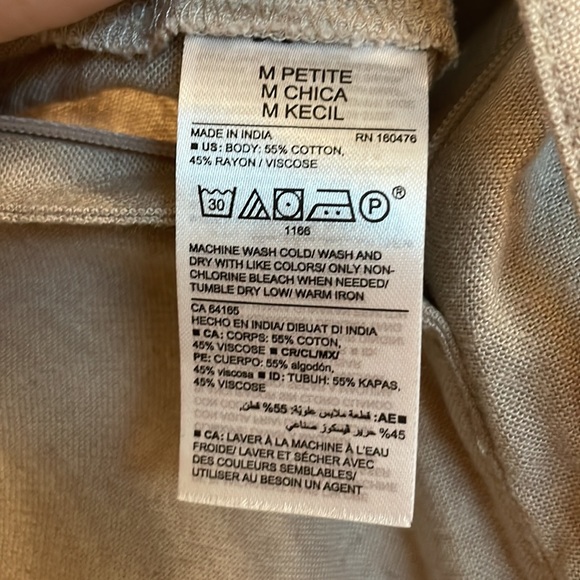 M PETITE
M CHICA
M KECIL
MADE IN INDIA RN 160476
■ US: BODY: 55% COTTON,
45% RAYON / VISCOSE
30 P ®
1166
MACHINE WASH COLD/ WASH AND
DRY WITH LIKE COLORS/ ONLY NON-
CHLORINE BLEACH WHEN NEEDED/
TUMBLE DRY LOW/ WARM IRON
CA 64165
HECHO EN INDIA/ DIBUAT DI INDIA
■ CA: CORPS: 55% COTON,
45% VISCOSE ■ CR/CL/MX/
PE: CUERPO: 55% algodón,
45% viscosa ■ ID: TUBUH: 55% KAPAS,
45% VISCOSE
■ AE: قطعة ملابس علوية: 55% قطن,
45% حرير فيسكوز صناعي
■ CA: LAVER À LA MACHINE À L'EAU
FROIDE/ LAVER ET SÉCHER AVEC
DES COULEURS SEMBLABLES/
UTILISER AU BESOIN UN AGENT